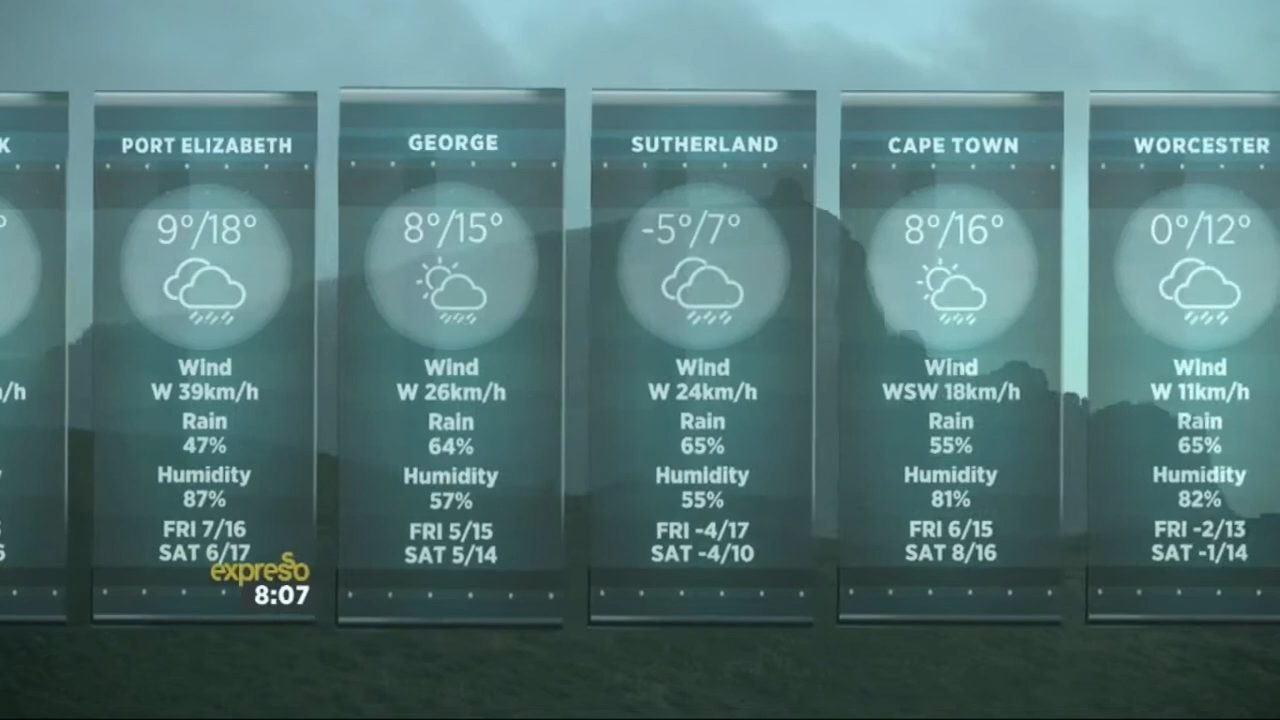 K
PORT ELIZABETH
GEORGE
SUTHERLAND
CAPE TOWN
WORCESTER
°
9°/18°
8°/15°
-5°/7°
8°/16°
0°/12°
Wind
Wind
Wind
Wind
Wind
/h
W 39km/h
W 26km/h
W 24km/h
WSW 18km/h
W 11km/h
Rain
Rain
Rain
Rain
Rain
47%
64%
65%
55%
65%
Humidity
Humidity
Humidity
Humidity
Humidity
87%
57%
55%
81%
82%
FRI 7/16
FRI 5/15
FRI -4/17
FRI 6/15
FRI -2/13
SAT 6/17
SAT 5/14
SAT -4/10
SAT 8/16
SAT -1/14
expresso
8:07